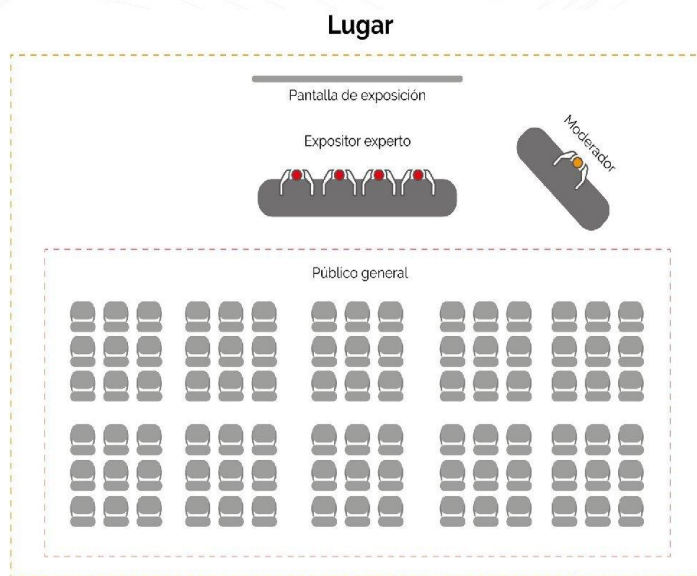 Lugar
Pantalla de exposición
Expositor experto
Moderador
Público general